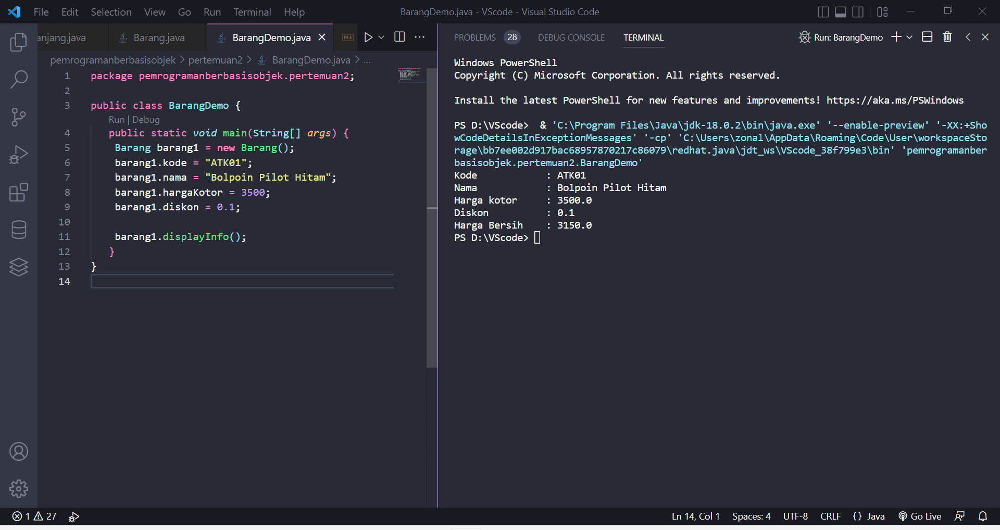 File Edit Selection View Go Run Terminal Help
BarangDemo.java - VScode - Visual Studio Code
anjang.java
Barang.java
BarangDemo.java
pemrogramanberbasisobjek > pertemuan2 > BarangDemo.java > ...
1 package pemrogramanberbasisobjek.pertemuan2;
2
3 public class BarangDemo {
Run | Debug
4 public static void main(String[] args) {
5 Barang barang1 = new Barang();
6 barang1.kode = "ATK01";
7 barang1.nama = "Bolpoin Pilot Hitam";
8 barang1.hargaKotor = 3500;
9 barang1.diskon = 0.1;
10
11 barang1.displayInfo();
12 }
13 }
14
PROBLEMS 28 DEBUG CONSOLE TERMINAL
Run: BarangDemo
Windows PowerShell
Copyright (C) Microsoft Corporation. All rights reserved.
Install the latest PowerShell for new features and improvements! https://aka.ms/PSWindows
PS D:\VScode>  & 'C:\Program Files\Java\jdk-18.0.2\bin\java.exe' '--enable-preview' '-XX:+Sho
wCodeDetailsInExceptionMessages' '-cp' 'C:\Users\zonal\AppData\Roaming\Code\User\workspaceSto
rage\bb7ee002d917bac68957870217c86079\redhat.java\jdt_ws\VScode_38f799e3\bin' 'pemrogramanber
basisobjek.pertemuan2.BarangDemo'
Kode : ATK01
Nama : Bolpoin Pilot Hitam
Harga kotor : 3500.0
Diskon : 0.1
Harga Bersih : 3150.0
PS D:\VScode>
1 27
Ln 14, Col 1 Spaces: 4 UTF-8 CRLF {} Java Go Live